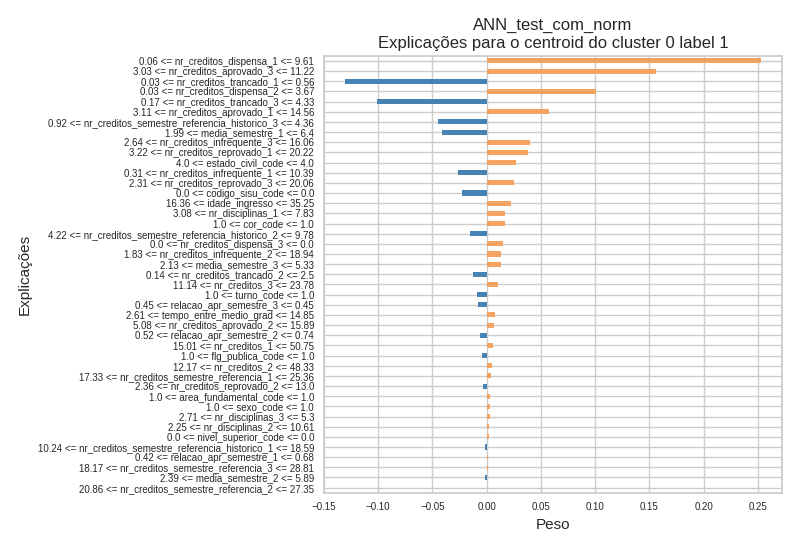 ANN_test_com_norm
Explicações para o centroid do cluster 0 label 1
0.06 <= nr_creditos_dispensa_1 <= 9.61
3.03 <= nr_creditos_aprovado_3 <= 11.22
0.03 <= nr_creditos_trancado_1 <= 0.56
0.03 <= nr_creditos_dispensa_2 <= 3.67
0.17 <= nr_creditos_trancado_3 <= 4.33
3.11 <= nr_creditos_aprovado_1 <= 14.56
0.92 <= nr_creditos_semestre_referencia_historico_3 <= 4.36
1.99 <= media_semestre_1 <= 6.4
2.64 <= nr_creditos_infrequente_3 <= 16.06
3.22 <= nr_creditos_reprovado_1 <= 20.22
4.0 <= estado_civil_code <= 4.0
0.31 <= nr_creditos_infrequente_1 <= 10.39
2.31 <= nr_creditos_reprovado_3 <= 20.06
0.0 <= codigo_sisu_code <= 0.0
16.36 <= idade_ingresso <= 35.25
3.08 <= nr_disciplinas_1 <= 7.83
1.0 <= cor_code <= 1.0
4.22 <= nr_creditos_semestre_referencia_historico_2 <= 9.78
0.0 <= nr_creditos_dispensa_3 <= 0.0
1.83 <= nr_creditos_infrequente_2 <= 18.94
2.13 <= media_semestre_3 <= 5.33
0.14 <= nr_creditos_trancado_2 <= 2.5
11.14 <= nr_creditos_3 <= 23.78
1.0 <= turno_code <= 1.0
0.45 <= relacao_apr_semestre_3 <= 0.45
2.61 <= tempo_entre_medio_grad <= 14.85
5.08 <= nr_creditos_aprovado_2 <= 15.89
0.52 <= relacao_apr_semestre_2 <= 0.74
15.01 <= nr_creditos_1 <= 50.75
1.0 <= flg_publica_code <= 1.0
12.17 <= nr_creditos_2 <= 48.33
17.33 <= nr_creditos_semestre_referencia_1 <= 25.36
2.36 <= nr_creditos_reprovado_2 <= 13.0
1.0 <= area_fundamental_code <= 1.0
1.0 <= sexo_code <= 1.0
2.71 <= nr_disciplinas_3 <= 5.3
2.25 <= nr_disciplinas_2 <= 10.61
0.0 <= nivel_superior_code <= 0.0
10.24 <= nr_creditos_semestre_referencia_historico_1 <= 18.59
0.42 <= relacao_apr_semestre_1 <= 0.68
18.17 <= nr_creditos_semestre_referencia_3 <= 28.81
2.39 <= media_semestre_2 <= 5.89
20.86 <= nr_creditos_semestre_referencia_2 <= 27.35
Explicações
−0.15 −0.10 −0.05 0.00 0.05 0.10 0.15 0.20 0.25
Peso